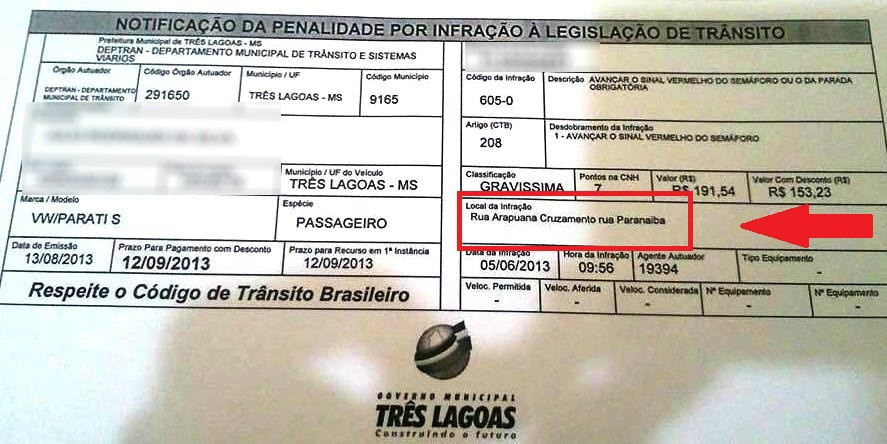 NOTIFICAÇÃO DA PENALIDADE POR INFRAÇÃO À LEGISLAÇÃO DE TRÂNSITO
Prefeitura Municipal de TRÊS LAGOAS - MS
DEPTRAN - DEPARTAMENTO MUNICIPAL DE TRÂNSITO E SISTEMAS
VIARIOS
Órgão Autuador Código Órgão Autuador Município / UF Código Município
DEPTRAN - DEPARTAMENTO
MUNICIPAL DE TRÂNSITO 291650 TRÊS LAGOAS - MS 9165
Município / UF do Veículo
TRÊS LAGOAS - MS
Marca / Modelo Espécie
VW/PARATI S PASSAGEIRO
Data de Emissão Prazo Para Pagamento com Desconto Prazo para Recurso em 1ª Instância
13/08/2013 12/09/2013 12/09/2013
Respeite o Código de Trânsito Brasileiro
Código da Infração Descrição AVANÇAR O SINAL VERMELHO DO SEMÁFORO OU O DA PARADA
OBRIGATÓRIA
605-0
Artigo (CTB) Desdobramento da Infração
1 - AVANÇAR O SINAL VERMELHO DO SEMÁFORO
208
Classificação Pontos na CNH Valor (R$) Valor Com Desconto (R$)
GRAVISSIMA 7 R$ 191,54 R$ 153,23
Local da Infração
Rua Arapuana Cruzamento rua Paranaiba
Data da Infração Hora da Infração Agente Autuador Tipo Equipamento
05/06/2013 09:56 19394 -
Veloc. Permitida Veloc. Aferida Veloc. Considerada Nº Equipamento Nº Equipamento
- - - - -
GOVERNO MUNICIPAL
TRÊS LAGOAS
Construindo o futuro